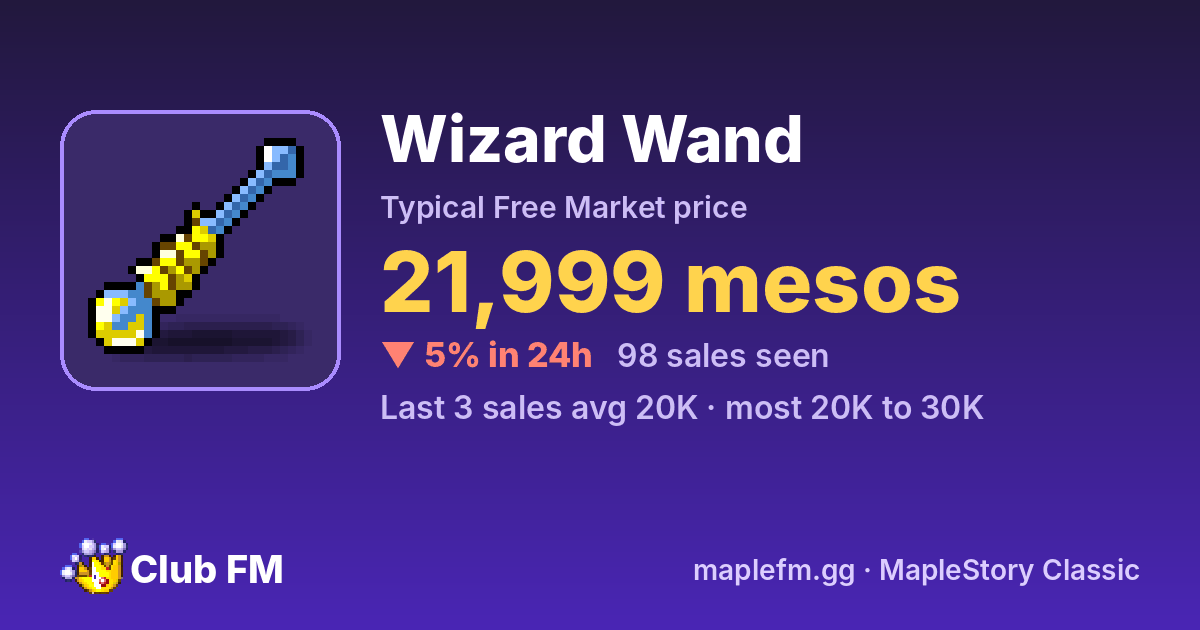 Wizard Wand
Typical Free Market price
21,999 mesos
▼ 5% in 24h 98 sales seen
Last 3 sales avg 20K · most 20K to 30K
Club FM
maplefm.gg · MapleStory Classic